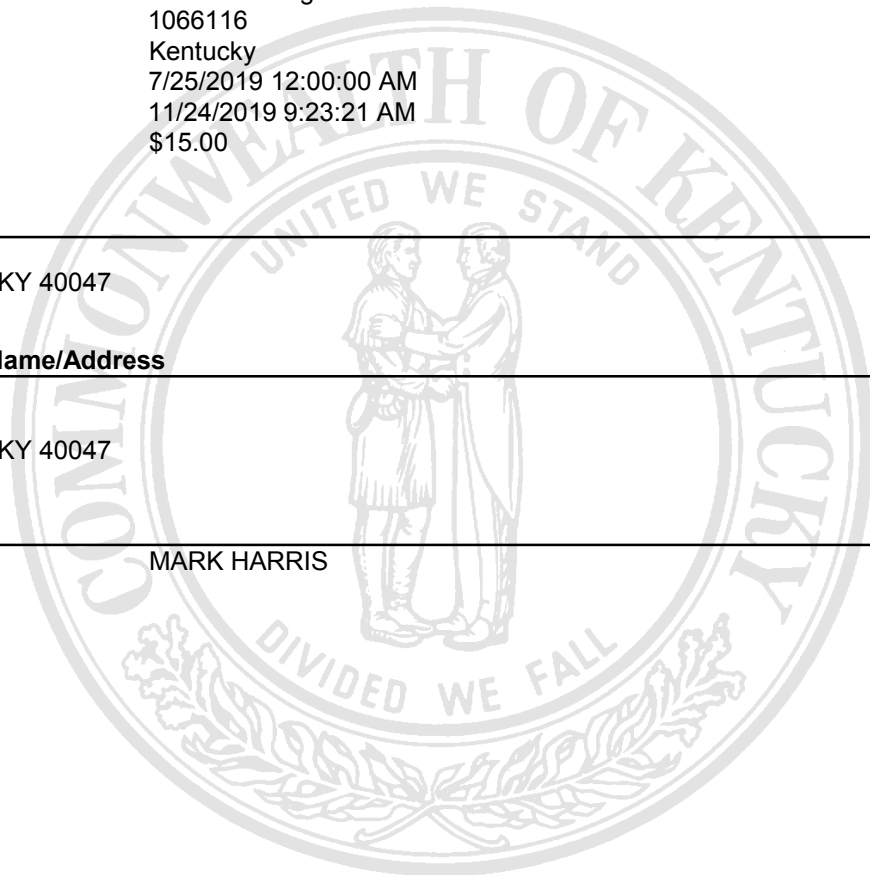 1066116
Kentucky
7/25/2019 12:00:00 AM
11/24/2019 9:23:21 AM
$15.00
COMMONWEALTH OF KENTUCKY
UNITED WE STAND
KY 40047
Name/Address
KY 40047
MARK HARRIS
DIVIDED WE FALL